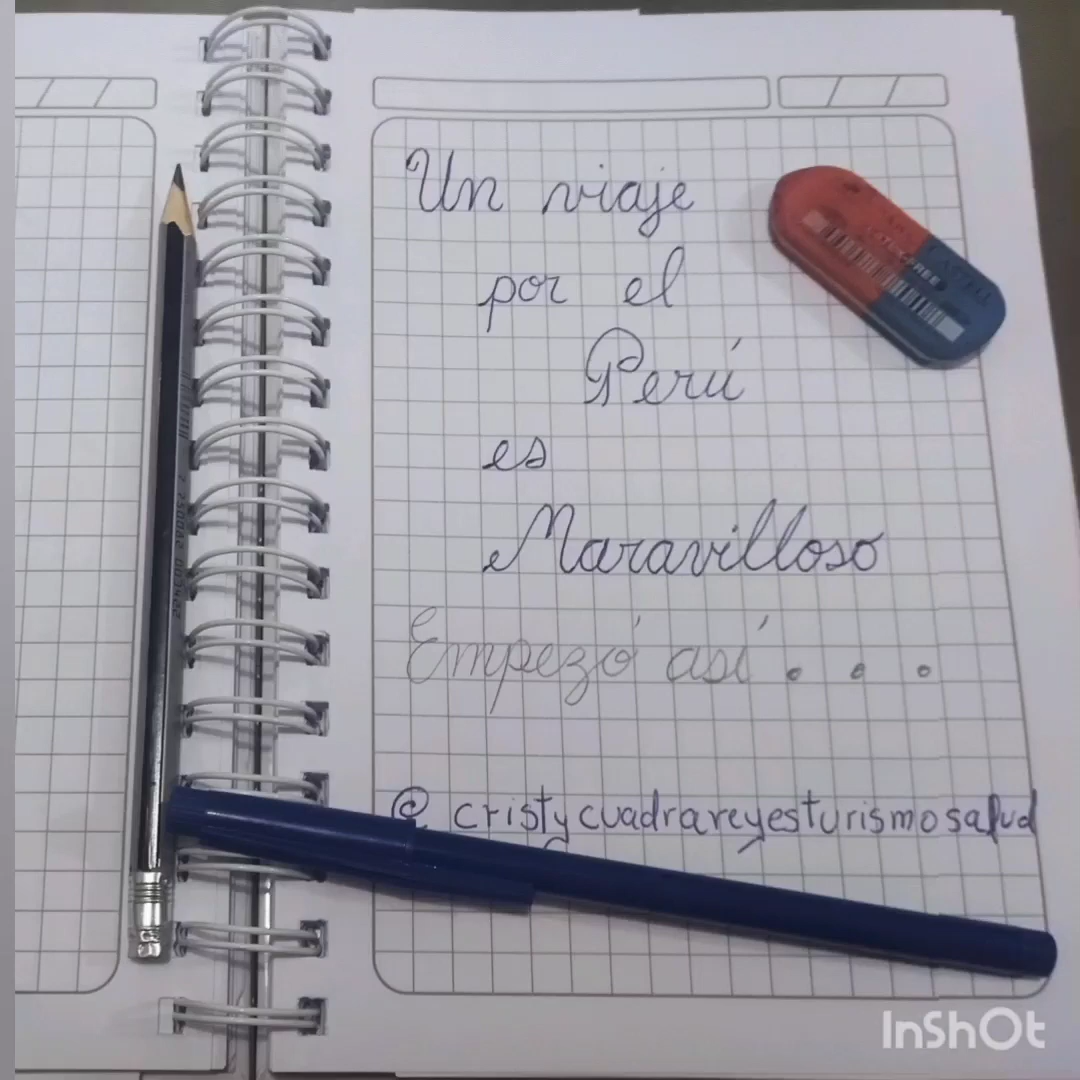 Un viaje
por el
Perú
es
Maravilloso
Empezó así . . .
@cristycuadrareyesturismosalud
InShOt